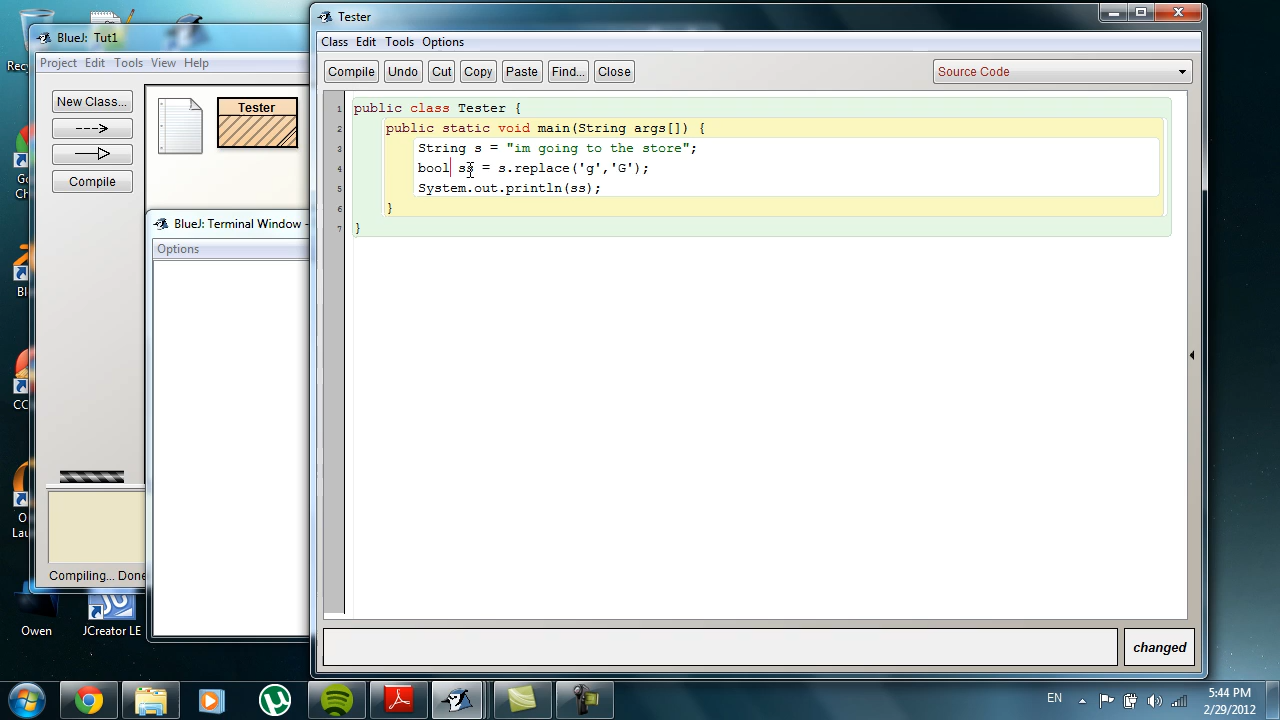 Tester
BlueJ: Tut1
Class Edit Tools Options
Project Edit Tools View Help
Compile Undo Cut Copy Paste Find... Close
Source Code
New Class...
Tester
Compile
1 public class Tester {
2 public static void main(String args[]) {
3 String s = "im going to the store";
4 bool ss = s.replace('g','G');
5 System.out.println(ss);
6 }
7 }
BlueJ: Terminal Window -
Options
Compiling... Done
changed
Owen
JCreator LE
EN
5:44 PM
2/29/2012